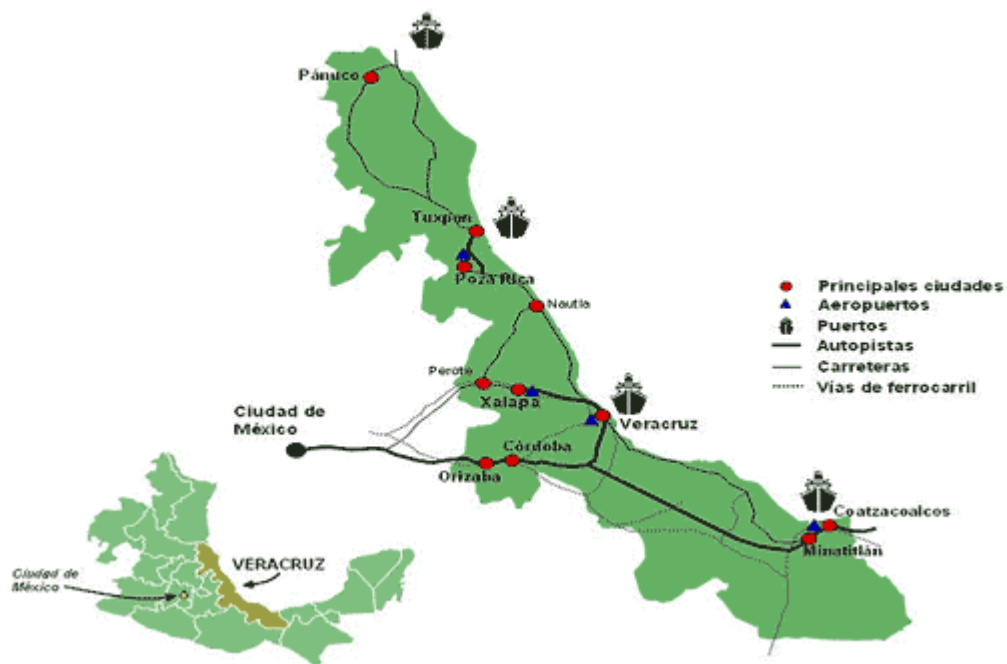 Pánuco
Tuxpan
Poza Rica
Nautla
Perote
Xalapa
Veracruz
Ciudad de
México
Córdoba
Orizaba
Coatzacoalcos
Minatitlán
Principales ciudades
Aeropuertos
Puertos
Autopistas
Carreteras
Vías de ferrocarril
VERACRUZ
Ciudad de
México